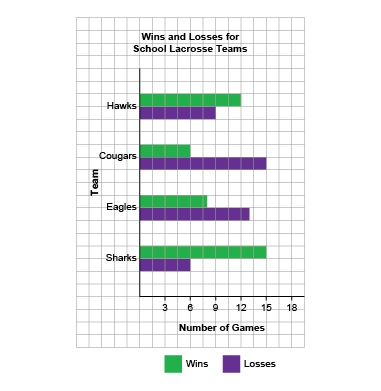 Wins and Losses for
School Lacrosse Teams
Team
Hawks
Cougars
Eagles
Sharks
3 6 9 12 15 18
Number of Games
Wins Losses